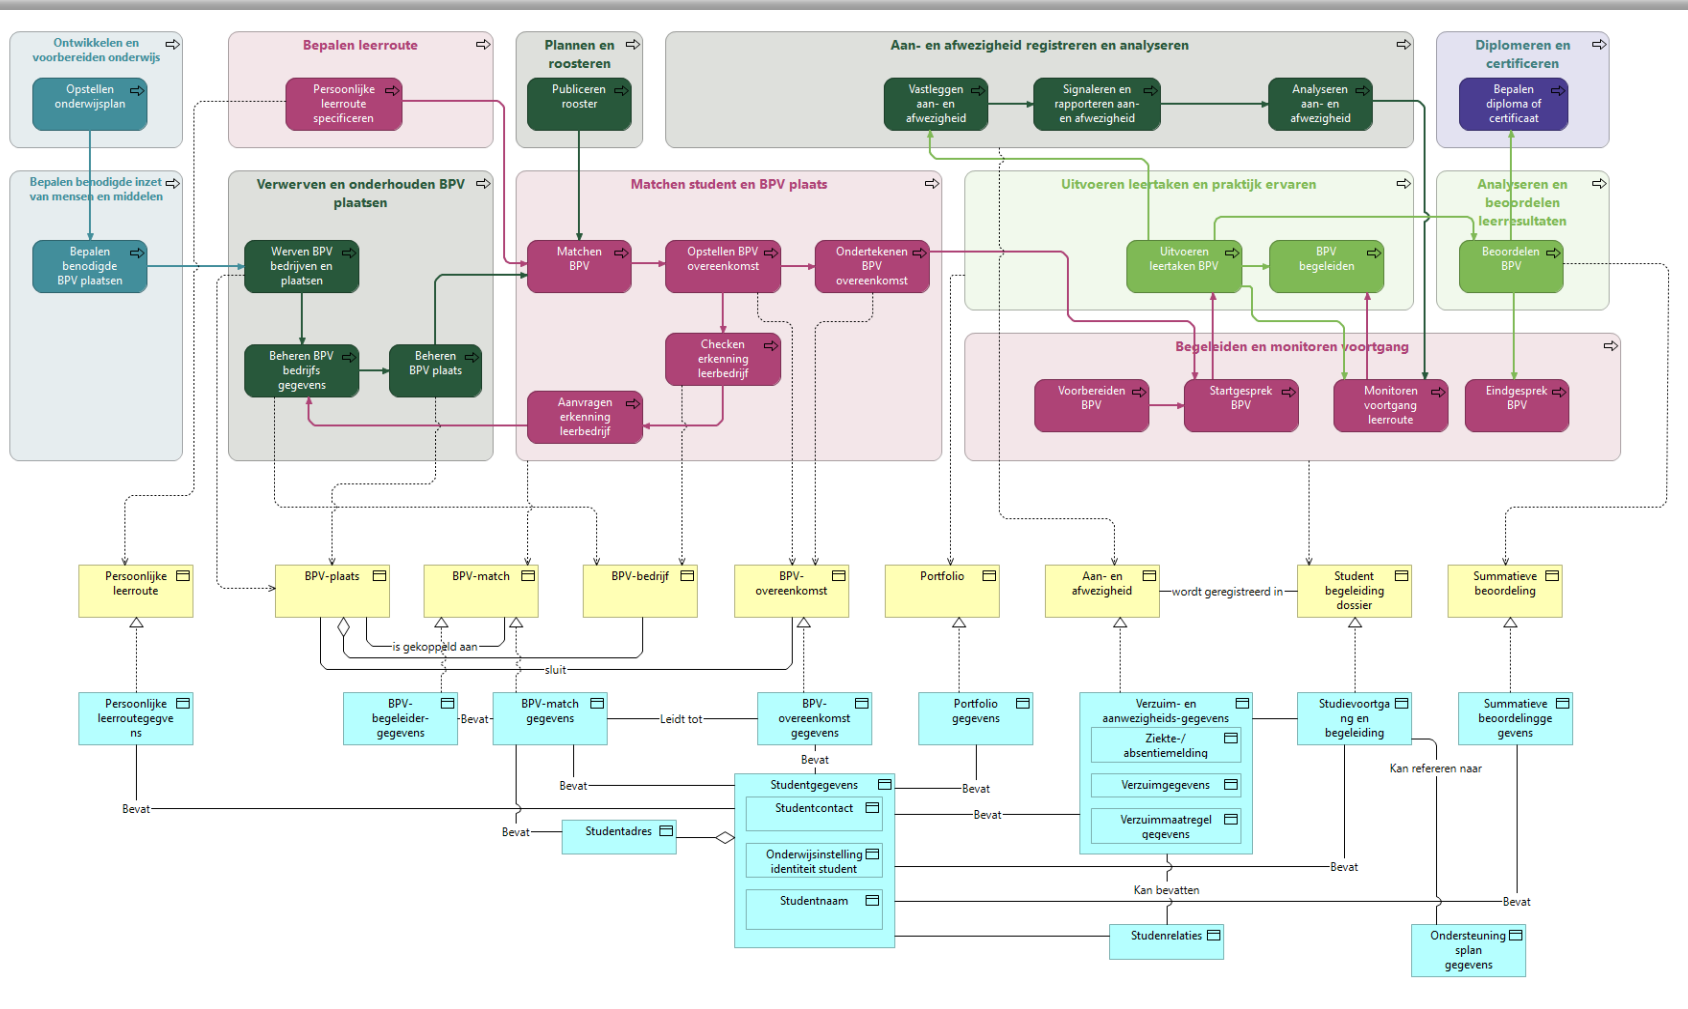 Ontwikkelen en
voorbereiden onderwijs
Opstellen
onderwijsplan
Bepalen leerroute
Persoonlijke
leerroute
specificeren
Plannen en
roosteren
Publiceren
rooster
Aan- en afwezigheid registreren en analyseren
Vastleggen
aan- en
afwezigheid
Signaleren en
rapporteren aan-
en afwezigheid
Analyseren
aan- en
afwezigheid
Diplomeren en
certificeren
Bepalen
diploma of
certificaat
Bepalen benodigde inzet
van mensen en middelen
Bepalen
benodigde
BPV plaatsen
Verwerven en onderhouden BPV
plaatsen
Werven BPV
bedrijven en
plaatsen
Beheren BPV
bedrijfs
gegevens
Beheren
BPV plaats
Matchen student en BPV plaats
Matchen
BPV
Opstellen BPV
overeenkomst
Ondertekenen
BPV
overeenkomst
Checken
erkenning
leerbedrijf
Aanvragen
erkenning
leerbedrijf
Uitvoeren leertaken en praktijk ervaren
Uitvoeren
leertaken BPV
BPV
begeleiden
Analyseren en
beoordelen
leerresultaten
Beoordelen
BPV
Begeleiden en monitoren voortgang
Voorbereiden
BPV
Startgesprek
BPV
Monitoren
voortgang
leerroute
Eindgesprek
BPV
Persoonlijke
leerroute
BPV-plaats
BPV-match
BPV-bedrijf
BPV-
overeenkomst
Portfolio
Aan- en
afwezigheid
wordt geregistreerd in
Student
begeleiding
dossier
Summatieve
beoordeling
is gekoppeld aan
sluit
Persoonlijke
leerroutegegve
ns
BPV-
begeleider-
gegevens
Bevat
BPV-match
gegevens
Leidt tot
BPV-
overeenkomst
gegevens
Portfolio
gegevens
Verzuim- en
aanwezigheids-gegevens
Ziekte-/
absentiemelding
Verzuimgegevens
Verzuimmaatregel
gegevens
Studievoortga
ng en
begeleiding
Summatieve
beoordelingge
gevens
Bevat
Kan refereren naar
Bevat
Bevat
Bevat
Bevat
Bevat
Studentgegevens
Studentcontact
Onderwijsinstelling
identiteit student
Studentnaam
Studentadres
Bevat
Kan bevatten
Bevat
Studenrelaties
Ondersteuning
splan
gegevens